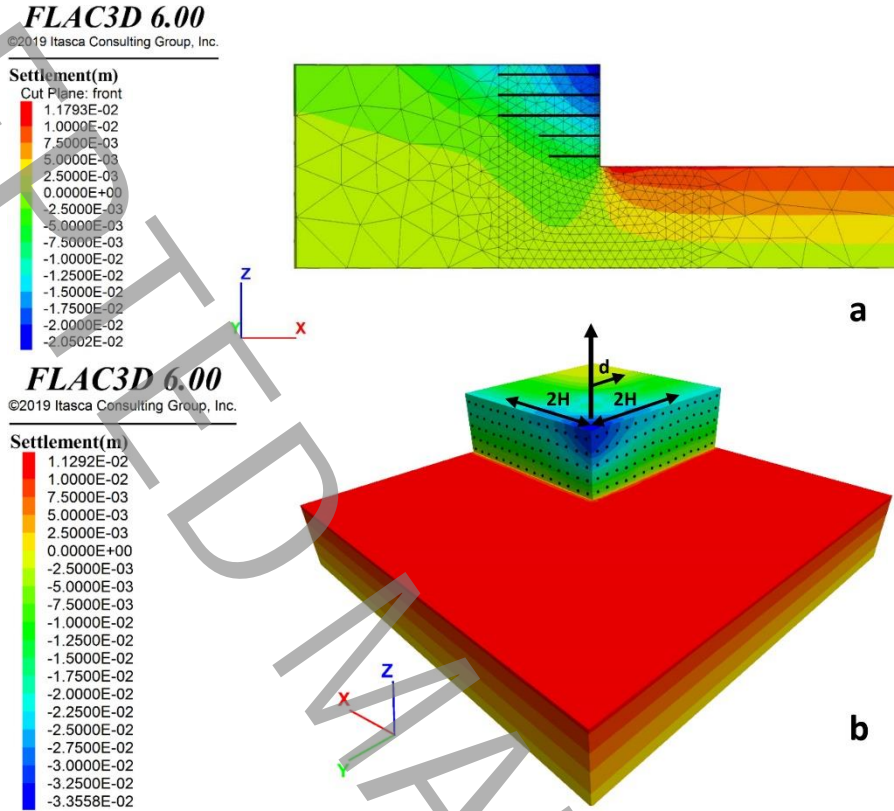 FLAC3D 6.00
©2019 Itasca Consulting Group, Inc.
Settlement(m)
Cut Plane: front
1.1793E-02
1.0000E-02
7.5000E-03
5.0000E-03
2.5000E-03
0.0000E+00
-2.5000E-03
-5.0000E-03
-7.5000E-03
-1.0000E-02
-1.2500E-02
-1.5000E-02
-1.7500E-02
-2.0000E-02
-2.0502E-02
Z
Y
X
a
FLAC3D 6.00
©2019 Itasca Consulting Group, Inc.
Settlement(m)
1.1292E-02
1.0000E-02
7.5000E-03
5.0000E-03
2.5000E-03
0.0000E+00
-2.5000E-03
-5.0000E-03
-7.5000E-03
-1.0000E-02
-1.2500E-02
-1.5000E-02
-1.7500E-02
-2.0000E-02
-2.2500E-02
-2.5000E-02
-2.7500E-02
-3.0000E-02
-3.2500E-02
-3.3558E-02
d
2H 2H
Z
X
Y
b
PTED MA